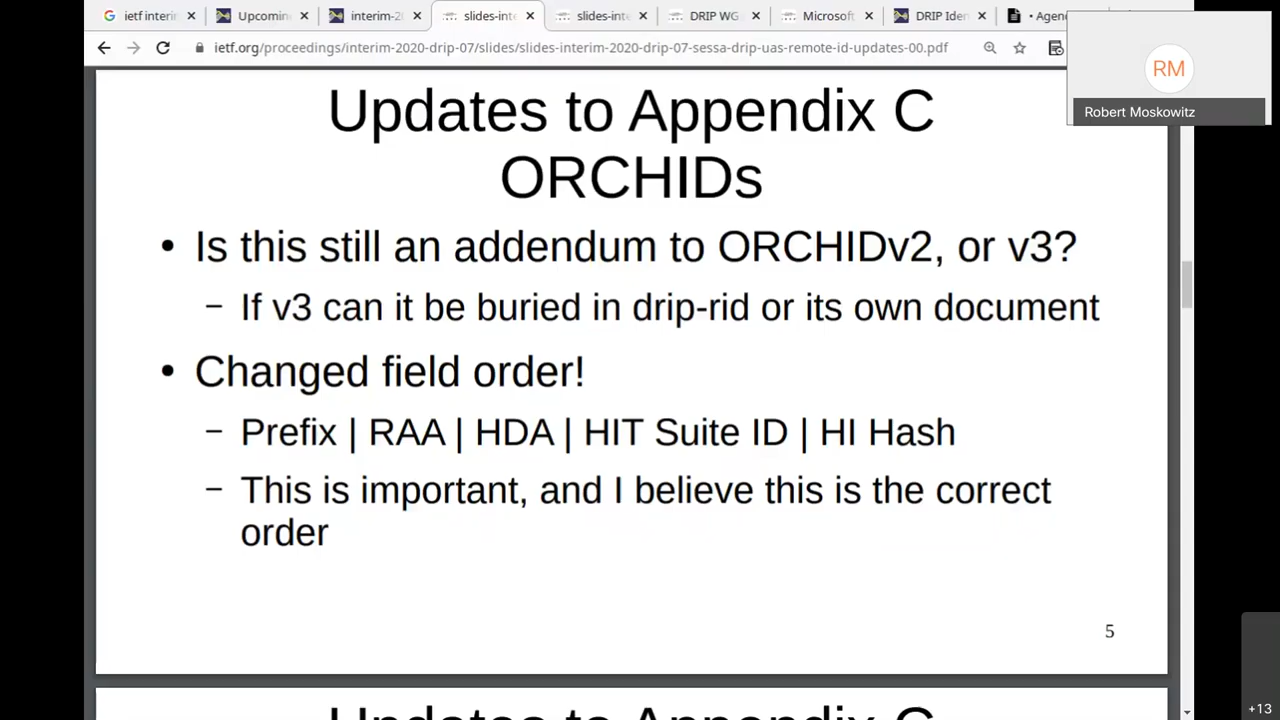 ietf interi
Upcomin
interim-2
slides-inte
slides-inte
DRIP WG
Microsoft
DRIP Iden
• Agen
ietf.org/proceedings/interim-2020-drip-07/slides/slides-interim-2020-drip-07-sessa-drip-uas-remote-id-updates-00.pdf
RM
Robert Moskowitz
Updates to Appendix C
ORCHIDs
• Is this still an addendum to ORCHIDv2, or v3?
– If v3 can it be buried in drip-rid or its own document
• Changed field order!
– Prefix | RAA | HDA | HIT Suite ID | HI Hash
– This is important, and I believe this is the correct
order
5
Updates to Appendix C
+13